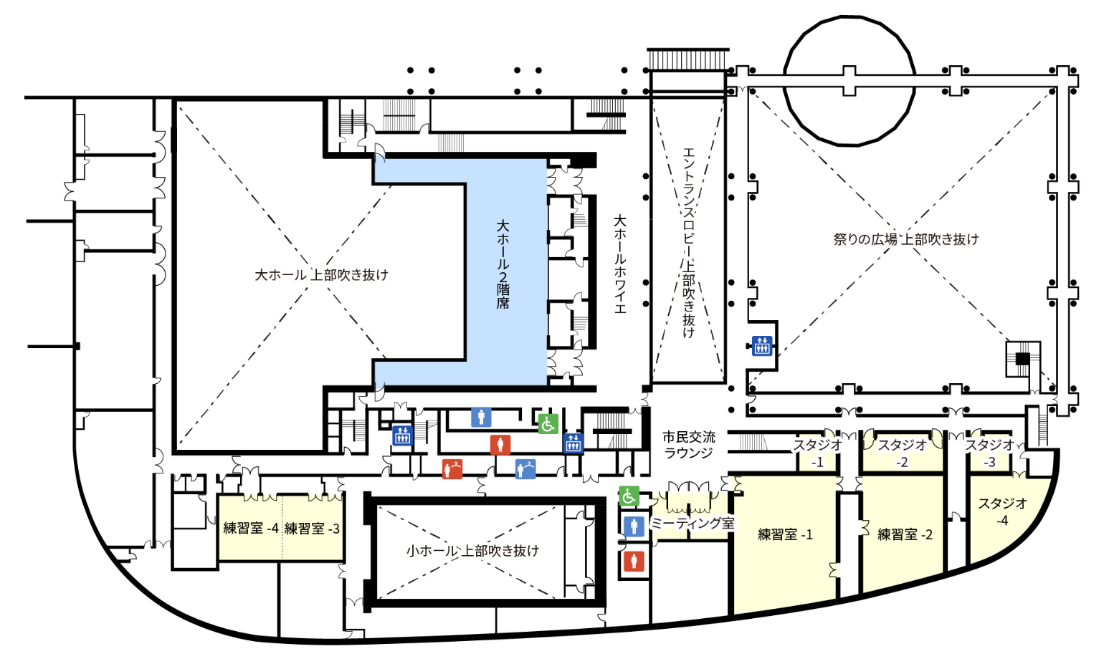 エントランスロビー上部吹き抜け
大ホール2階席
大ホールホワイエ
祭りの広場 上部吹き抜け
大ホール 上部吹き抜け
市民交流
ラウンジ
スタジオ
-1
スタジオ
-2
スタジオ
-3
スタジオ
-4
練習室 -4
練習室 -3
ミーティング室
練習室 -1
練習室 -2
小ホール 上部吹き抜け